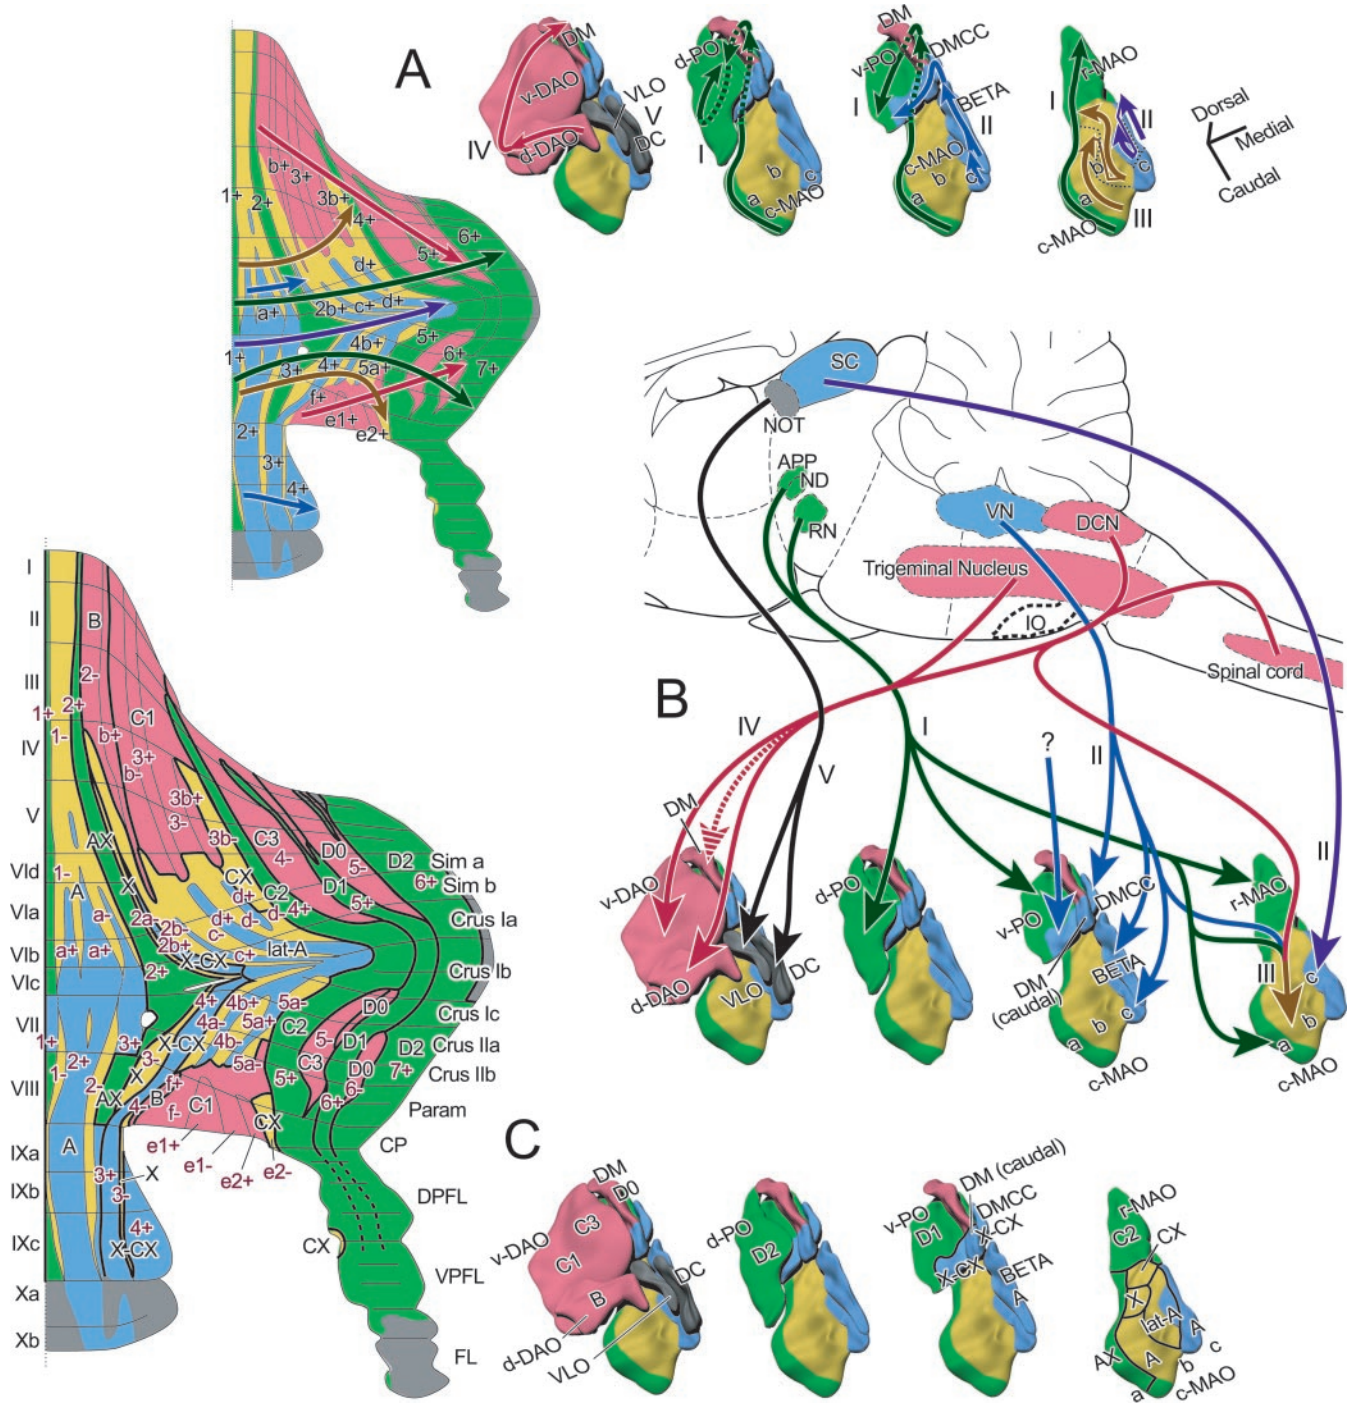 A
DM
v-DAO
VLO
V
d-DAO
DC
IV
d-PO
I
b
a
c-MAO
DM
DMCC
v-PO
I
BETA
II
c-MAO
b
c
a
r-MAO
I
II
b
c
a
III
c-MAO
Dorsal
Medial
Caudal
b+
3+
1+
2+
3b+
4+
6+
5+
d+
a+
2b+
c+
d+
1+
4b+
5+
3+
4+
5a+
6+
7+
f+
e1+
e2+
2+
3+
4+
SC
NOT
APP
ND
RN
VN
DCN
Trigeminal Nucleus
IO
Spinal cord
B
IV
I
V
?
II
II
III
DM
v-DAO
d-DAO
VLO
DC
d-PO
v-PO
DMCC
DM
(caudal)
BETA
b
c
a
c-MAO
r-MAO
c
b
a
c-MAO
I
II
III
IV
V
VId
VIa
VIb
VIc
VII
VIII
IXa
IXb
IXc
Xa
Xb
B
2-
C1
1+
2+
1-
b+
3+
b-
3b+
3-
AX
3b-
C3
4-
D0
5-
D2
Sim a
6+
Sim b
1-
A
X
CX
d+
C2
D1
5+
Crus Ia
a-
2a-
2b-
d+
d-
d-
4+
c-
a+
a+
2b+
c+
lat-A
X-CX
2+
Crus Ib
4+
4b+
5a-
D0
Crus Ic
4a-
5a+
C2
1+
3+
X-CX
4b-
5-
D1
D2
Crus IIa
2+
3-
5a-
C3
D0
7+
Crus IIb
1-
2-
X
f+
5+
6-
AX
4-
B
f-
C1
CX
6+
Param
e1+
e1-
e2+
e2-
CP
A
3+
X
3-
DPFL
4+
X-CX
CX
VPFL
FL
C
DM
D0
v-DAO
C3
C1
B
DC
d-DAO
VLO
d-PO
D2
DM (caudal)
DMCC
v-PO
D1
X-CX
X-CX
BETA
A
r-MAO
C2
CX
X
lat-A
A
AX
A
b
c
a
c-MAO